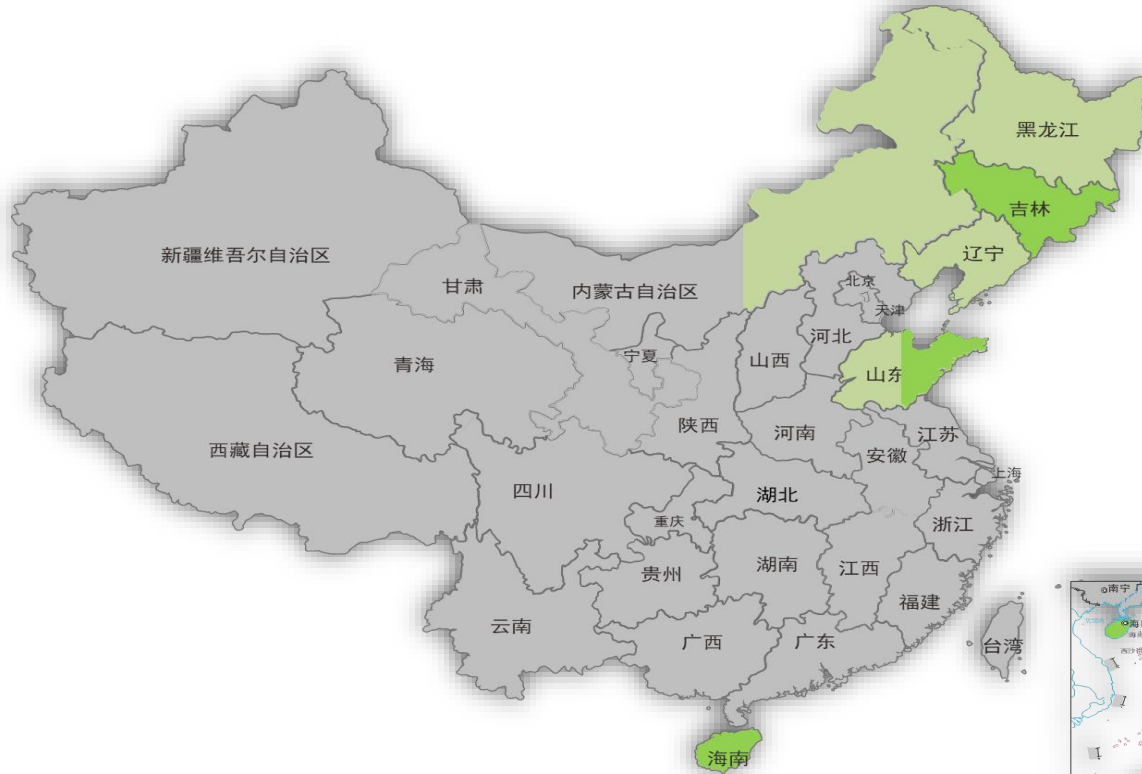 黑龙江
吉林
辽宁
新疆维吾尔自治区
甘肃
内蒙古自治区
北京
天津
河北
山西
宁夏
青海
山东
陕西
河南
江苏
西藏自治区
安徽
上海
四川
湖北
重庆
浙江
贵州
湖南
江西
福建
云南
广西
广东
台湾
海南
南宁